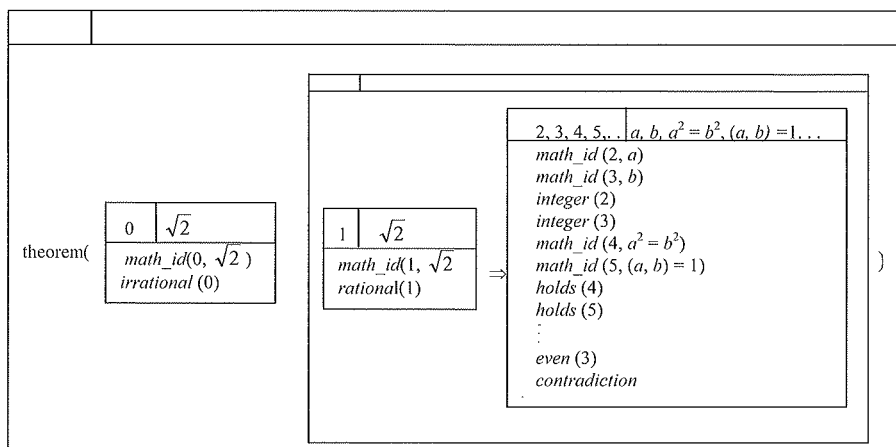 theorem(
0 √2
math_id(0, √2 )
irrational (0)
1 √2
math_id(1, √2
rational(1)
⇒
2, 3, 4, 5,. . a, b, a² = b², (a, b) =1. . .
math_id (2, a)
math_id (3, b)
integer (2)
integer (3)
math_id (4, a² = b²)
math_id (5, (a, b) = 1)
holds (4)
holds (5)
⋮
even (3)
contradiction
)